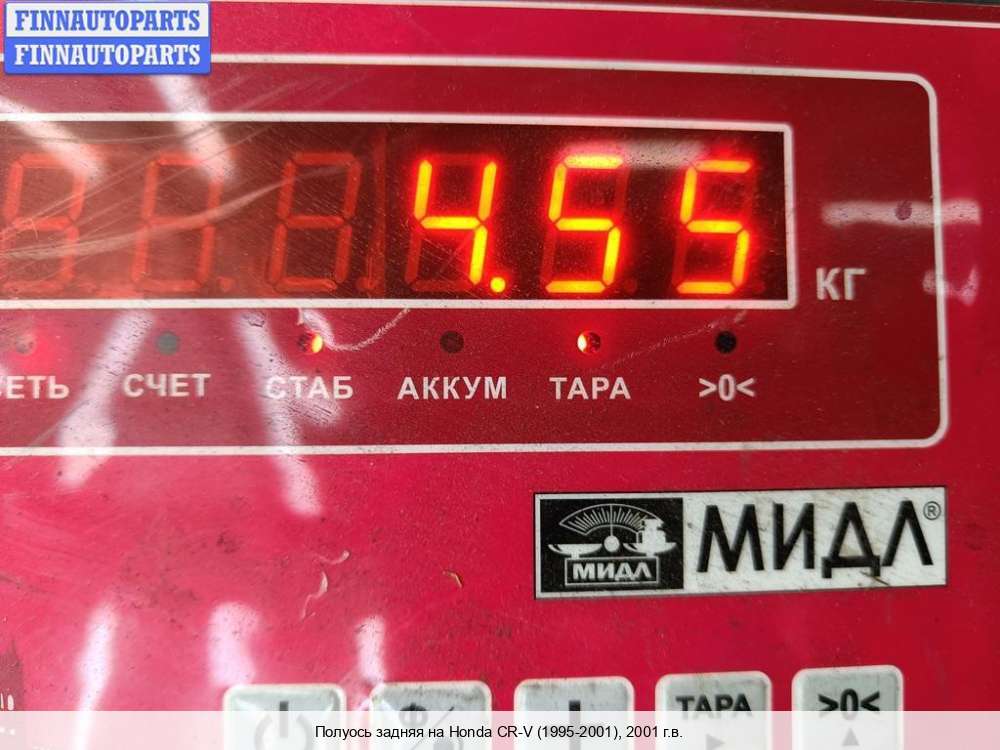 FINNAUTOPARTS
FINNAUTOPARTS
4.55
КГ
СЧЕТ СТАБ АККУМ ТАРА >0<
МИДЛ МИДЛ®
ТАРА >0<
Полуось задняя на Honda CR-V (1995-2001), 2001 г.в.